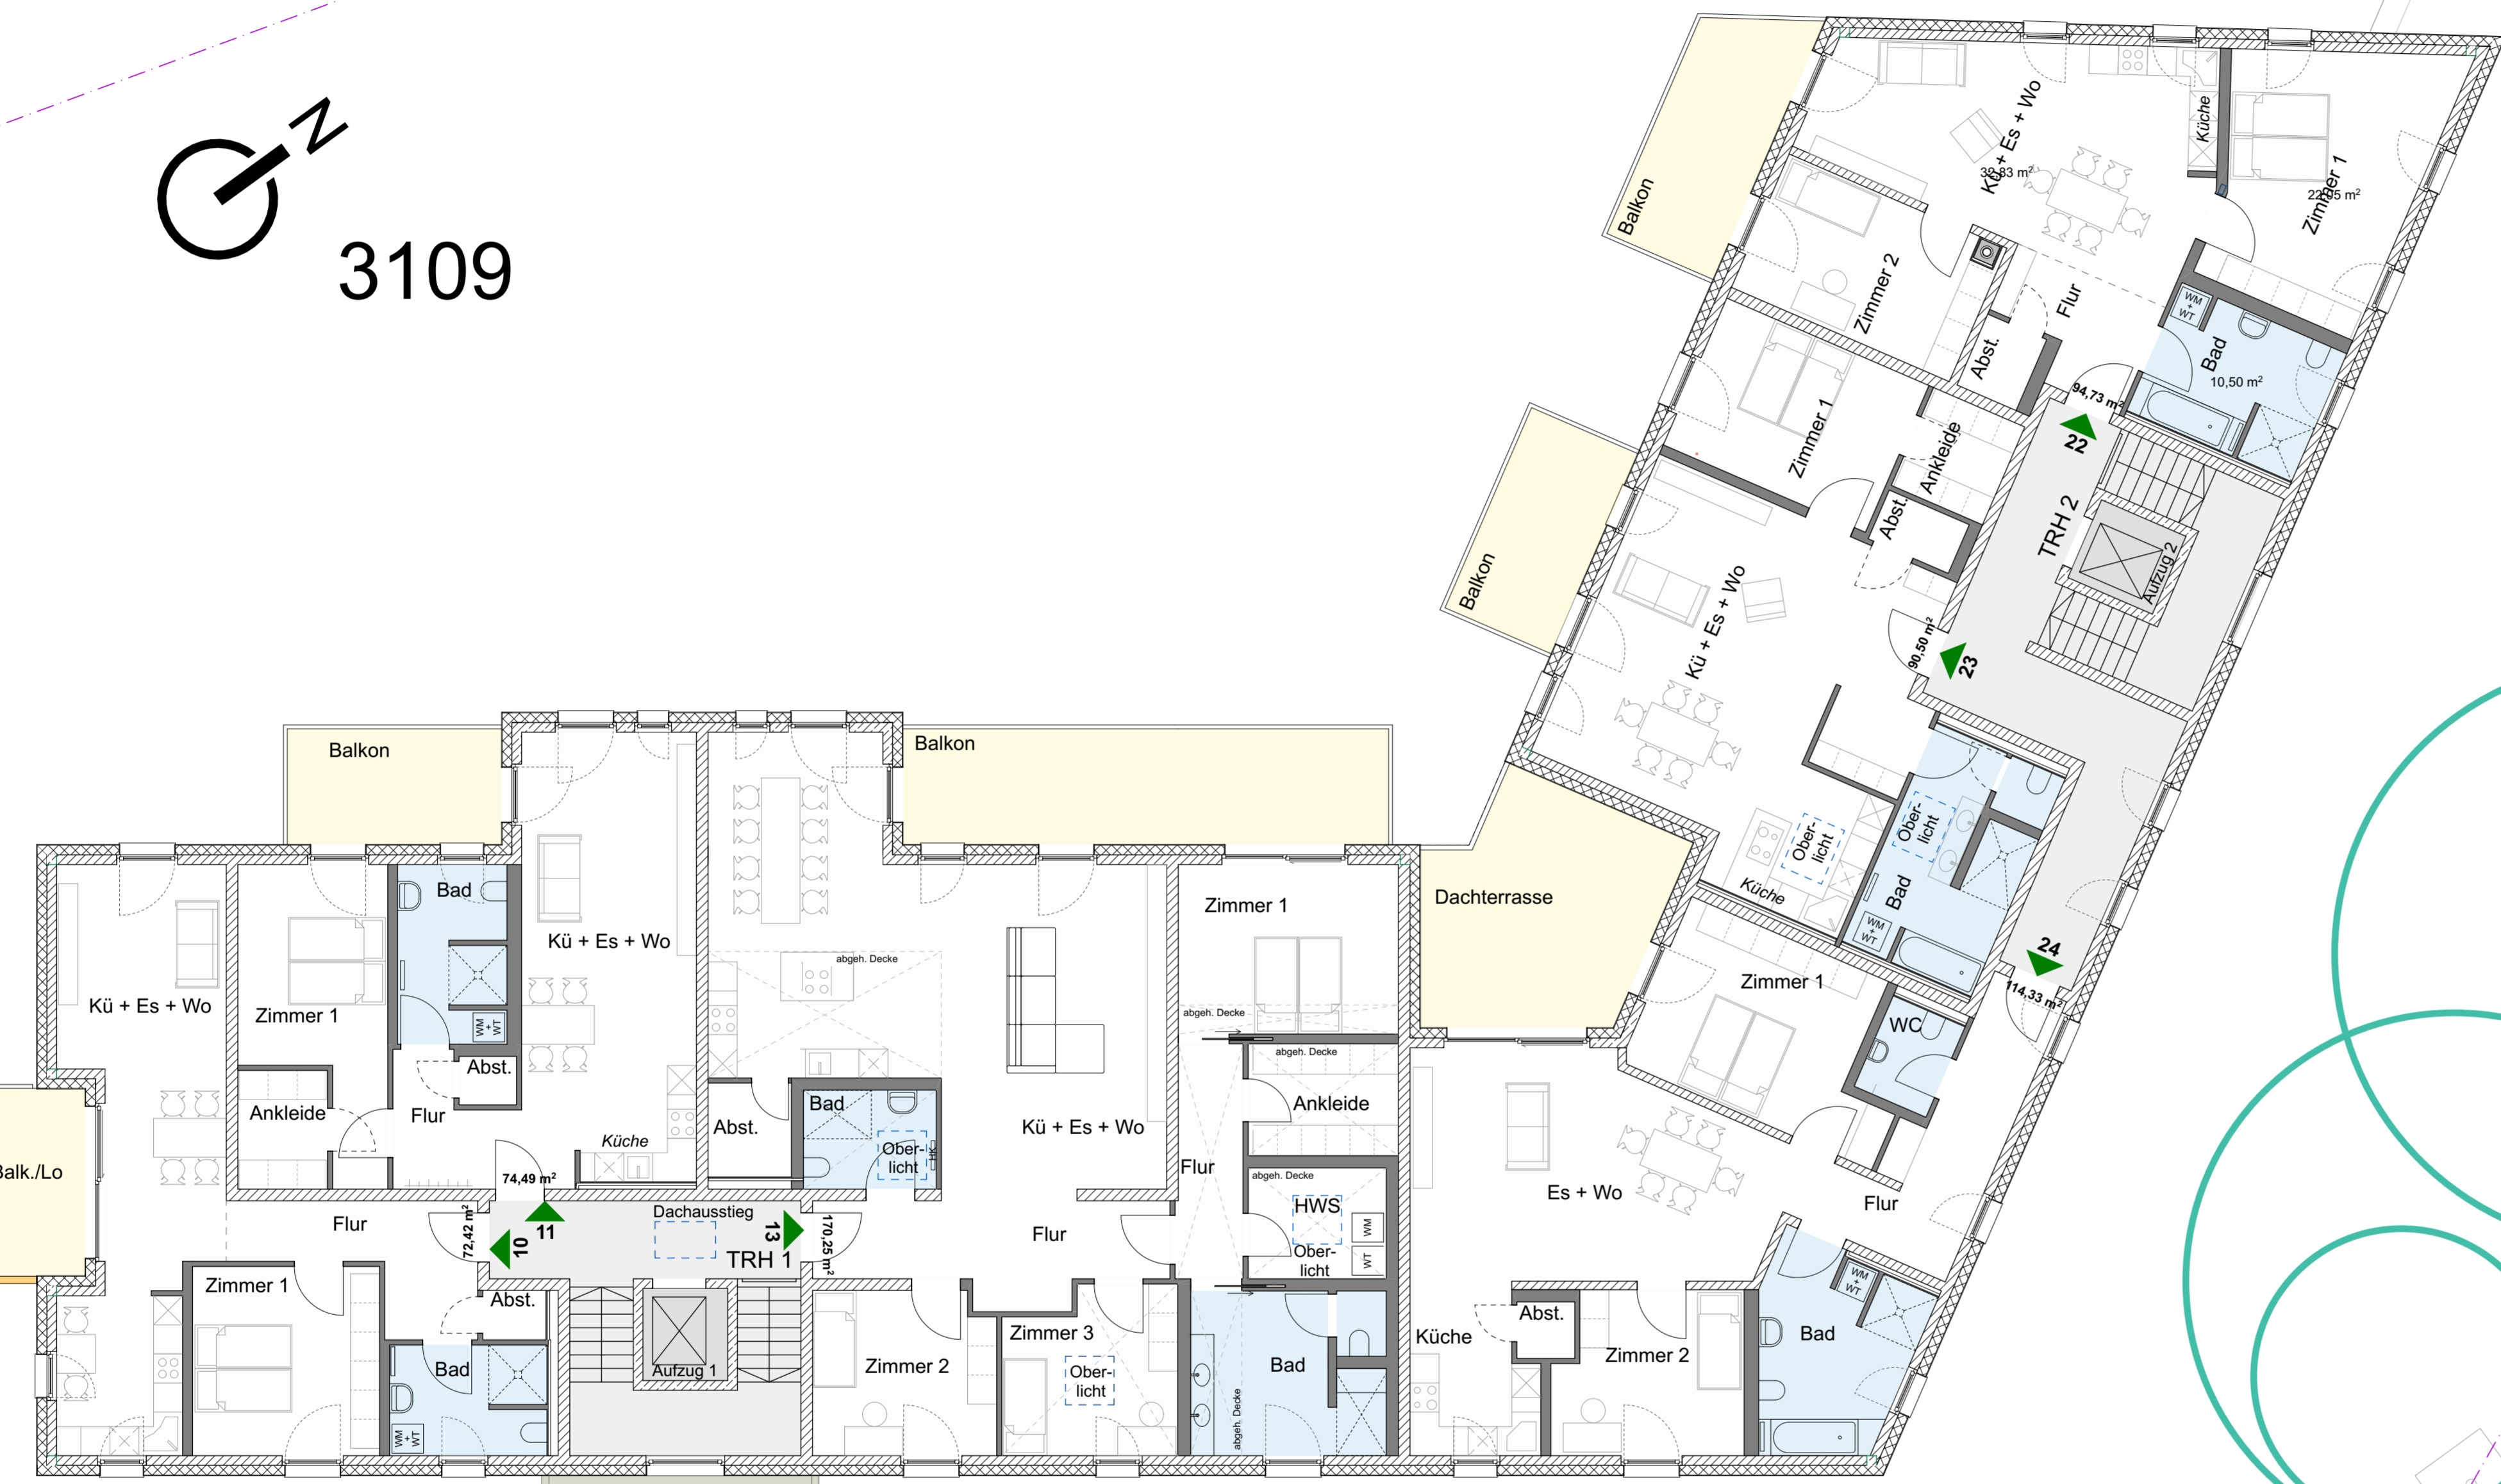 N
3109
Balkon
Kü + Es + Wo
32,83 m²
Küche
Zimmer 1
Zimmer 2
Flur
Abst.
WM
+
WT
Bad
10,50 m²
94,73 m²
22
Balkon
Zimmer 1
Ankleide
Abst.
TRH 2
Aufzug 2
Kü + Es + Wo
90,50 m²
23
Ober-
licht
Küche
Ober-
licht
Bad
WM
+
WT
24
114,33 m²
Dachterrasse
Zimmer 1
WC
Es + Wo
Flur
Küche
Abst.
Zimmer 2
WM
+
WT
Bad
Balkon
Balkon
Kü + Es + Wo
Zimmer 1
Bad
WM
+
WT
Abst.
Ankleide
Flur
Kü + Es + Wo
Küche
74,49 m²
11
72,42 m²
10
Flur
Balk./Lo
Zimmer 1
Abst.
Bad
WM
+
WT
Dachausstieg
TRH 1
13
170,25 m²
Aufzug 1
abgeh. Decke
Abst.
Bad
Ober-
licht
HK
Kü + Es + Wo
Flur
Zimmer 1
abgeh. Decke
abgeh. Decke
Ankleide
Flur
abgeh. Decke
HWS
WM
Ober-
licht
WT
Zimmer 2
Zimmer 3
Ober-
licht
Bad
abgeh. Decke